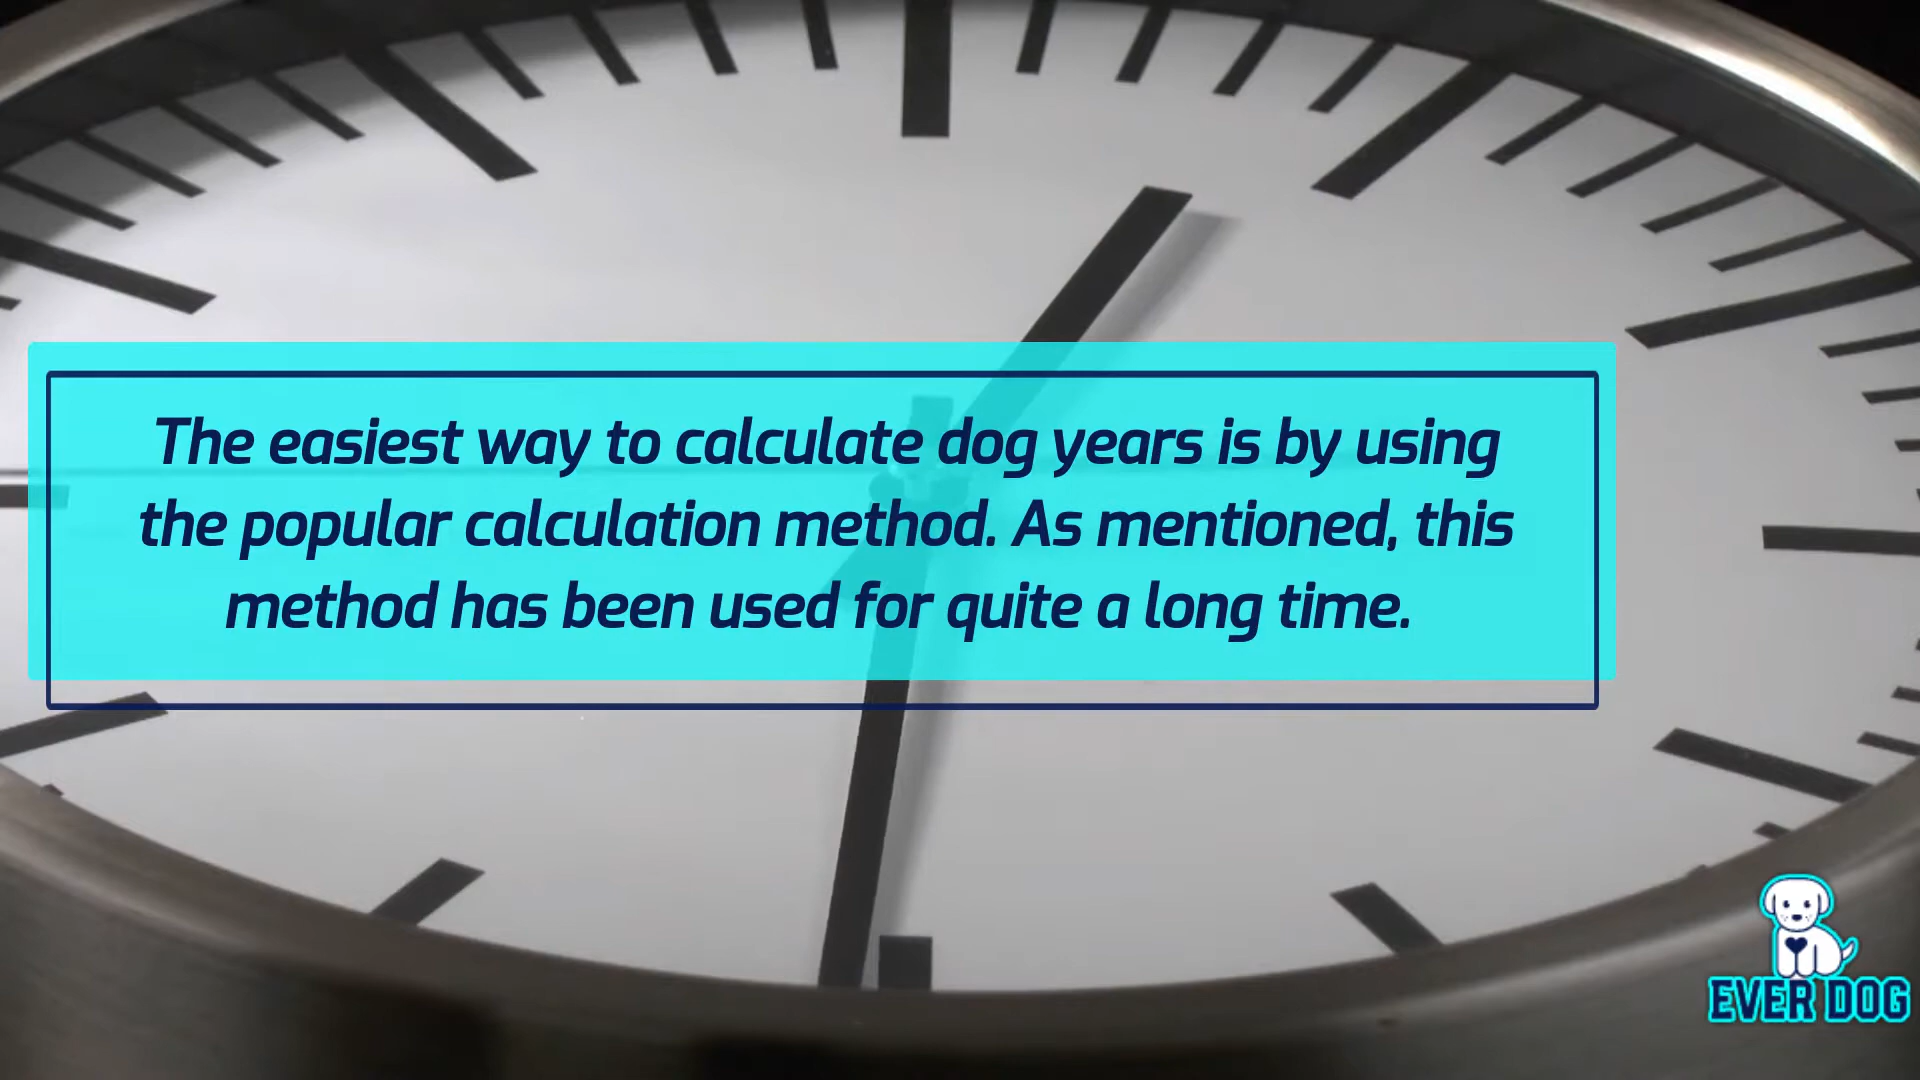 The easiest way to calculate dog years is by using
the popular calculation method. As mentioned, this
method has been used for quite a long time.
EVER DOG